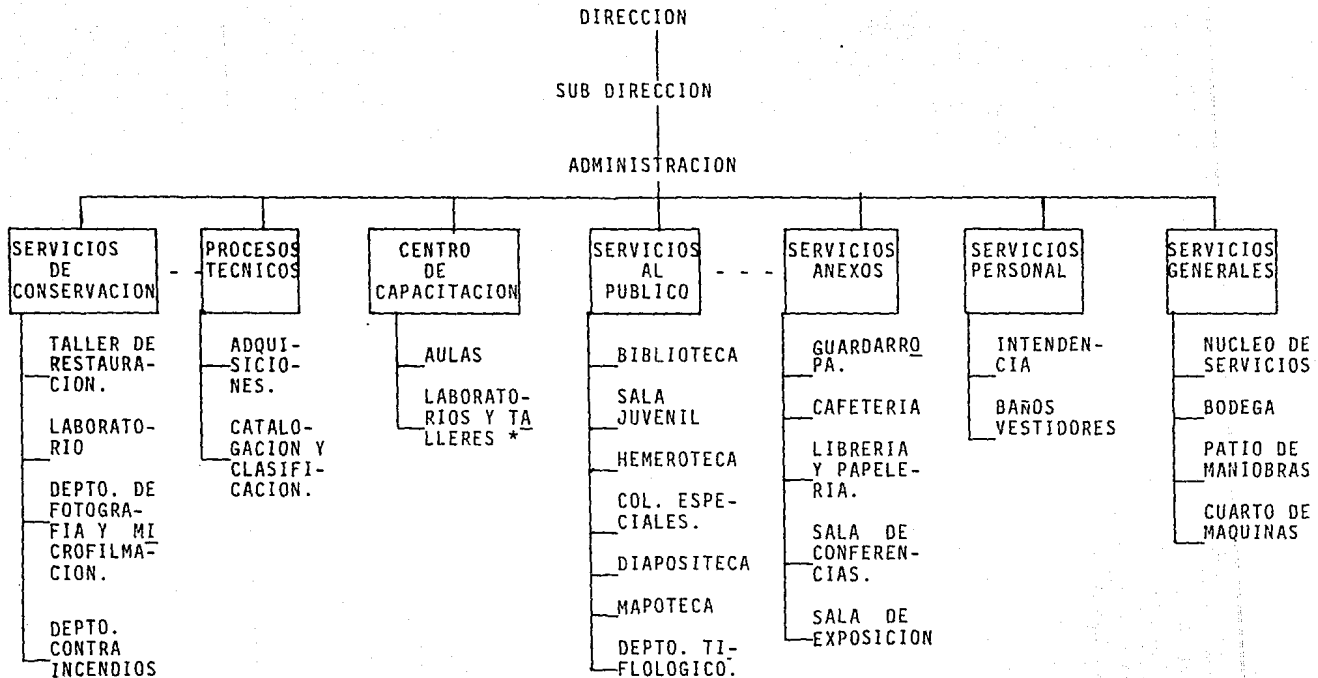 DIRECCION
SUB DIRECCION
ADMINISTRACION
SERVICIOS
DE
CONSERVACION
TALLER DE
RESTAURA-
CION.
LABORATO-
RIO
DEPTO. DE
FOTOGRA-
FIA Y MI
CROFILMA-
CION.
DEPTO.
CONTRA
INCENDIOS
PROCESOS
TECNICOS
ADQUI-
SICIO-
NES.
CATALO-
GACION Y
CLASIFI-
CACION.
CENTRO
DE
CAPACITACION
AULAS
LABORATO-
RIOS Y TA
LLERES *
SERVICIOS
AL
PUBLICO
BIBLIOTECA
SALA
JUVENIL
HEMEROTECA
COL. ESPE-
CIALES.
DIAPOSITECA
MAPOTECA
DEPTO. TI-
FLOLOGICO.
SERVICIOS
ANEXOS
GUARDARRO
PA.
CAFETERIA
LIBRERIA
Y PAPELE-
RIA.
SALA DE
CONFEREN-
CIAS.
SALA DE
EXPOSICION
SERVICIOS
PERSONAL
INTENDEN-
CIA
BAÑOS
VESTIDORES
SERVICIOS
GENERALES
NUCLEO DE
SERVICIOS
BODEGA
PATIO DE
MANIOBRAS
CUARTO DE
MAQUINAS